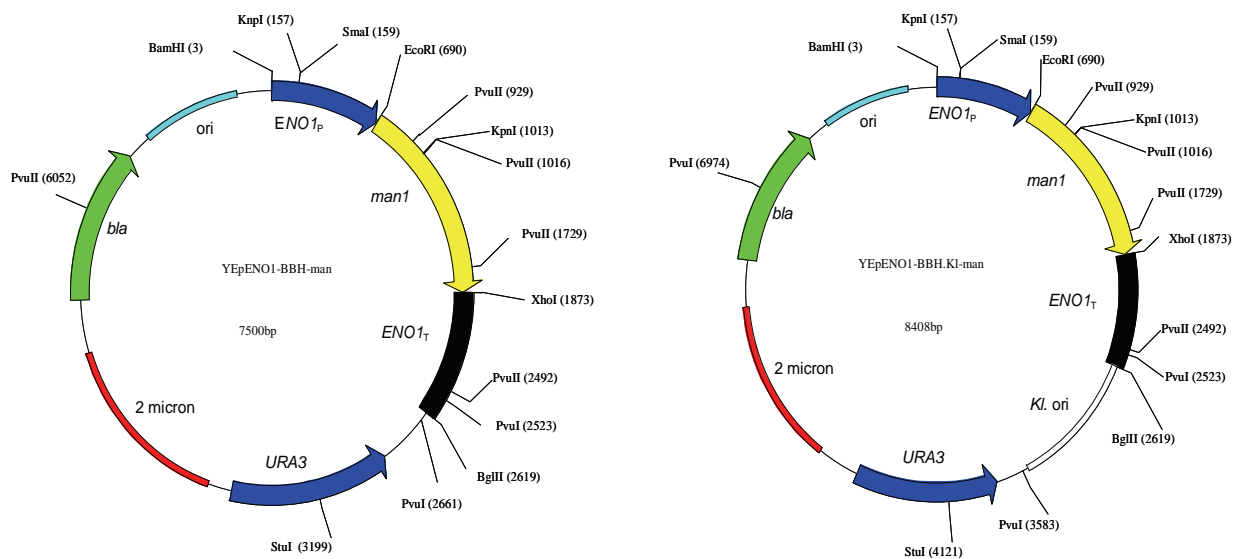 KnpI (157)
SmaI (159)
BamHI (3)
EcoRI (690)
PvuII (929)
ENO1P
ori
KpnI (1013)
PvuII (1016)
PvuII (6052)
man1
bla
PvuII (1729)
YEpENO1-BBH-man
XhoI (1873)
7500bp
ENO1T
PvuII (2492)
2 micron
PvuI (2523)
URA3
BglII (2619)
PvuI (2661)
StuI (3199)
KpnI (157)
SmaI (159)
BamHI (3)
EcoRI (690)
PvuII (929)
ENO1P
ori
KpnI (1013)
PvuII (1016)
PvuI (6974)
man1
PvuII (1729)
bla
XhoI (1873)
YEpENO1-BBH.Kl-man
ENO1T
8408bp
PvuII (2492)
2 micron
PvuI (2523)
Kl. ori
BglII (2619)
URA3
PvuI (3583)
StuI (4121)